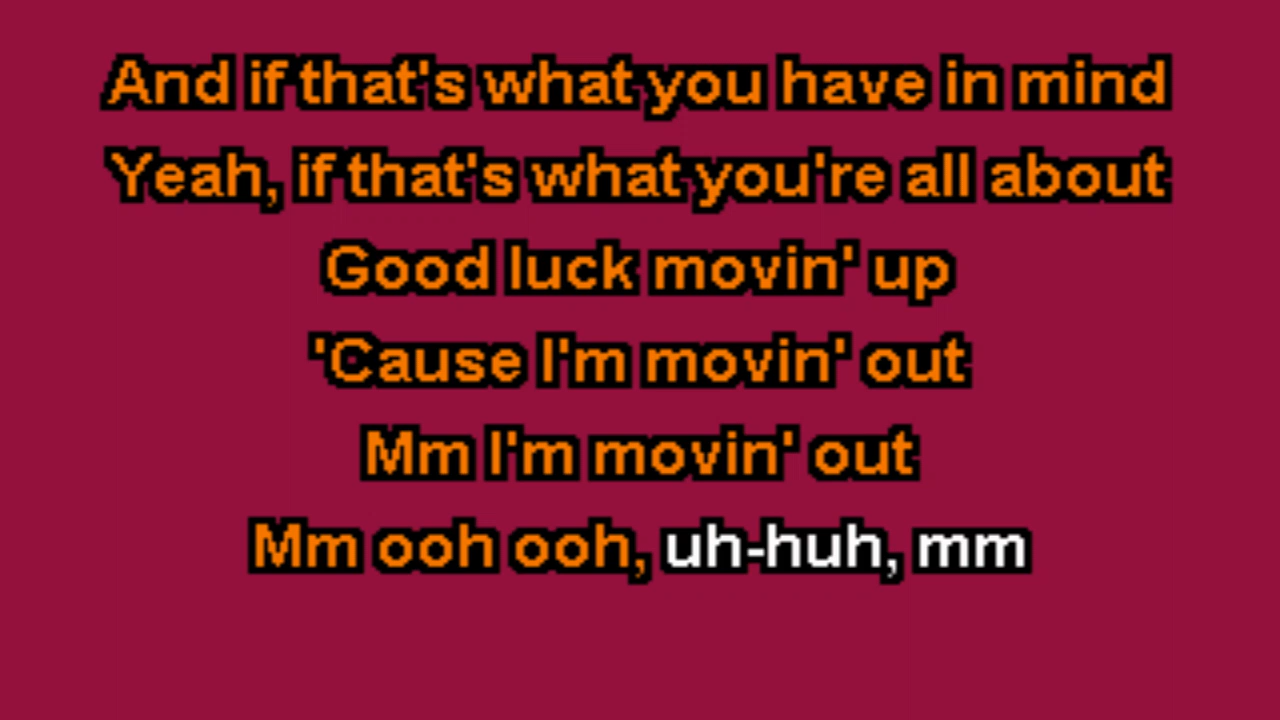 And if that's what you have in mind
Yeah, if that's what you're all about
Good luck movin' up
'Cause I'm movin' out
Mm I'm movin' out
Mm ooh ooh, uh-huh, mm